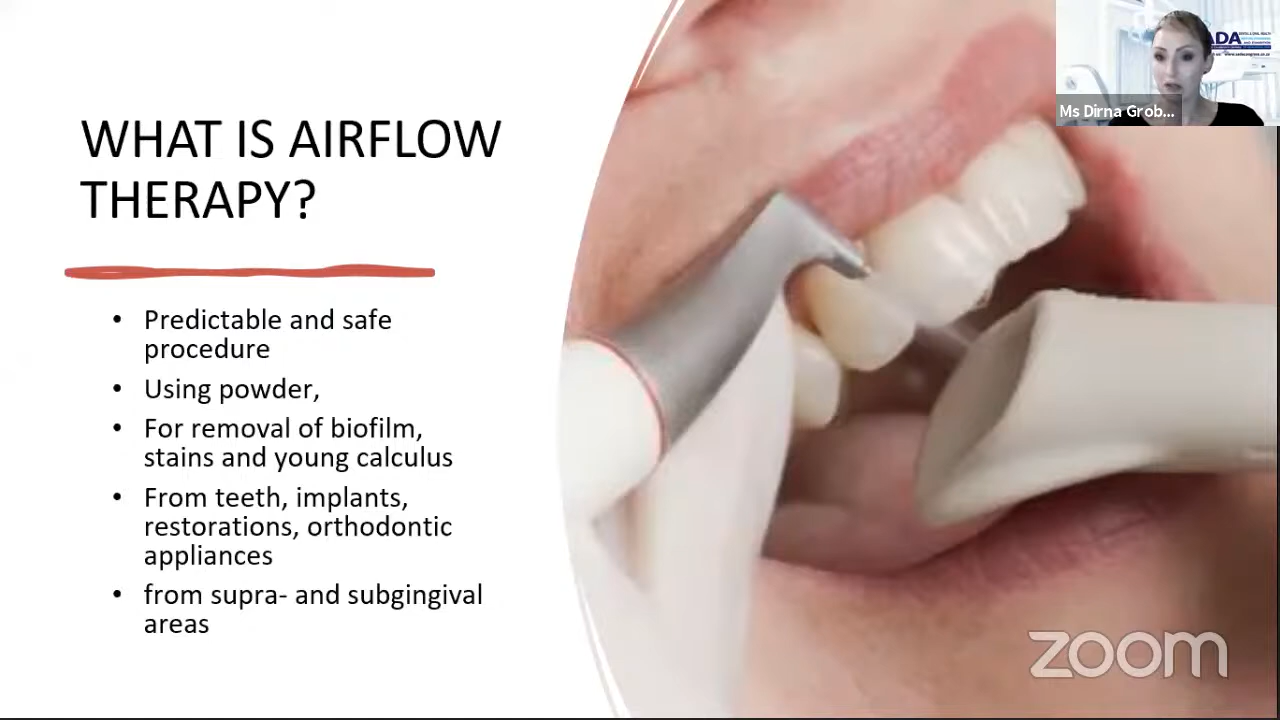 WHAT IS AIRFLOW
THERAPY?
• Predictable and safe
procedure
• Using powder,
• For removal of biofilm,
stains and young calculus
• From teeth, implants,
restorations, orthodontic
appliances
• from supra- and subgingival
areas
ADA
Ms Dirna Grob...
zoom